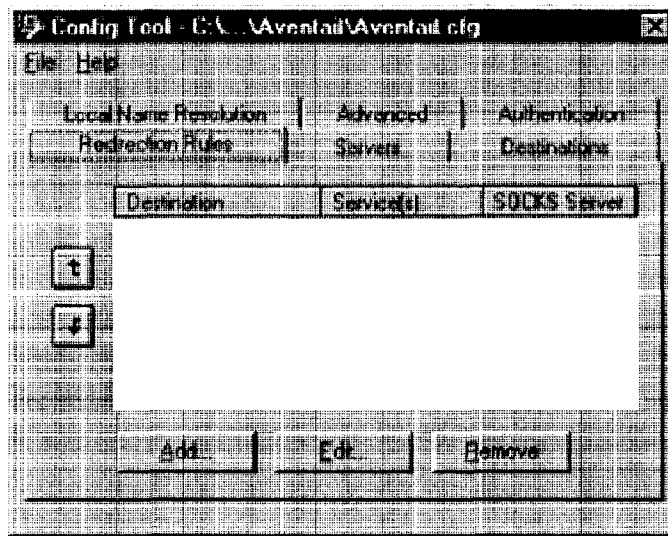 Config Tool - C:\...\Aventail\Aventail.cfg
File Help
Local Name Resolution Advanced Authentication
Redirection Rules Servers Destinations
Destination Service(s) SOCKS Server
Add... Edit... Remove